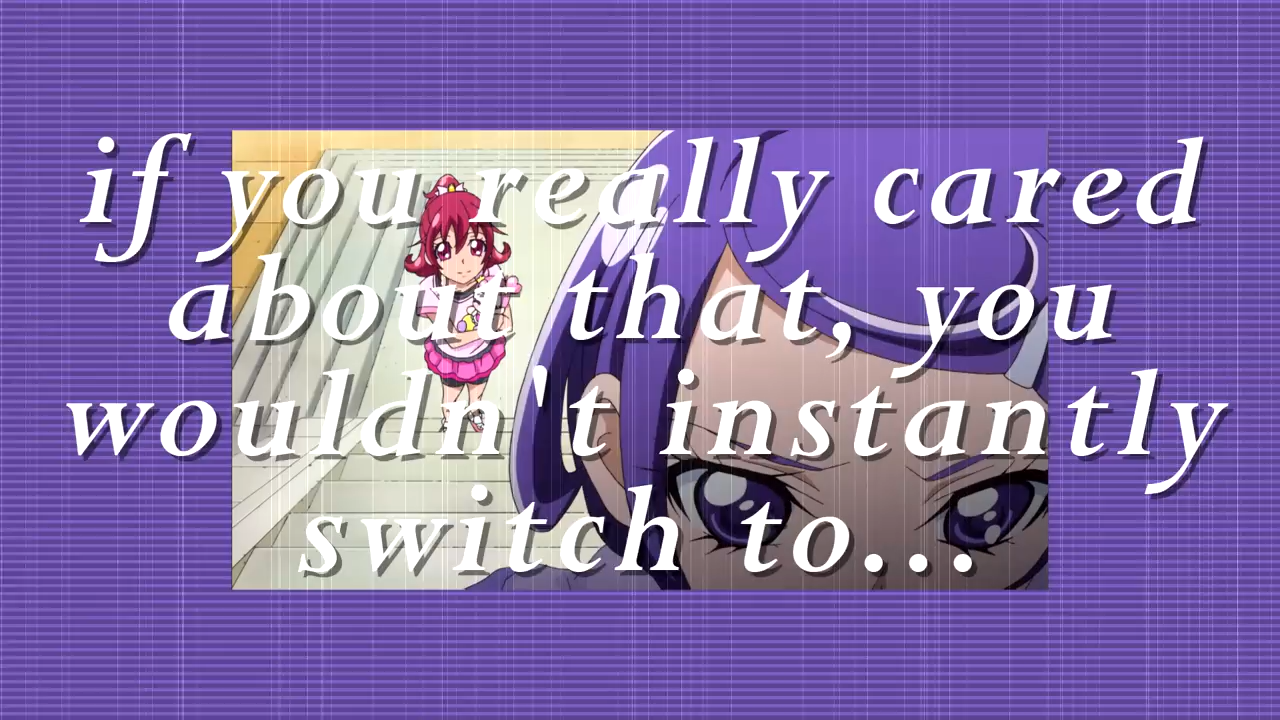 if you really cared
about that, you
wouldn't instantly
switch to...